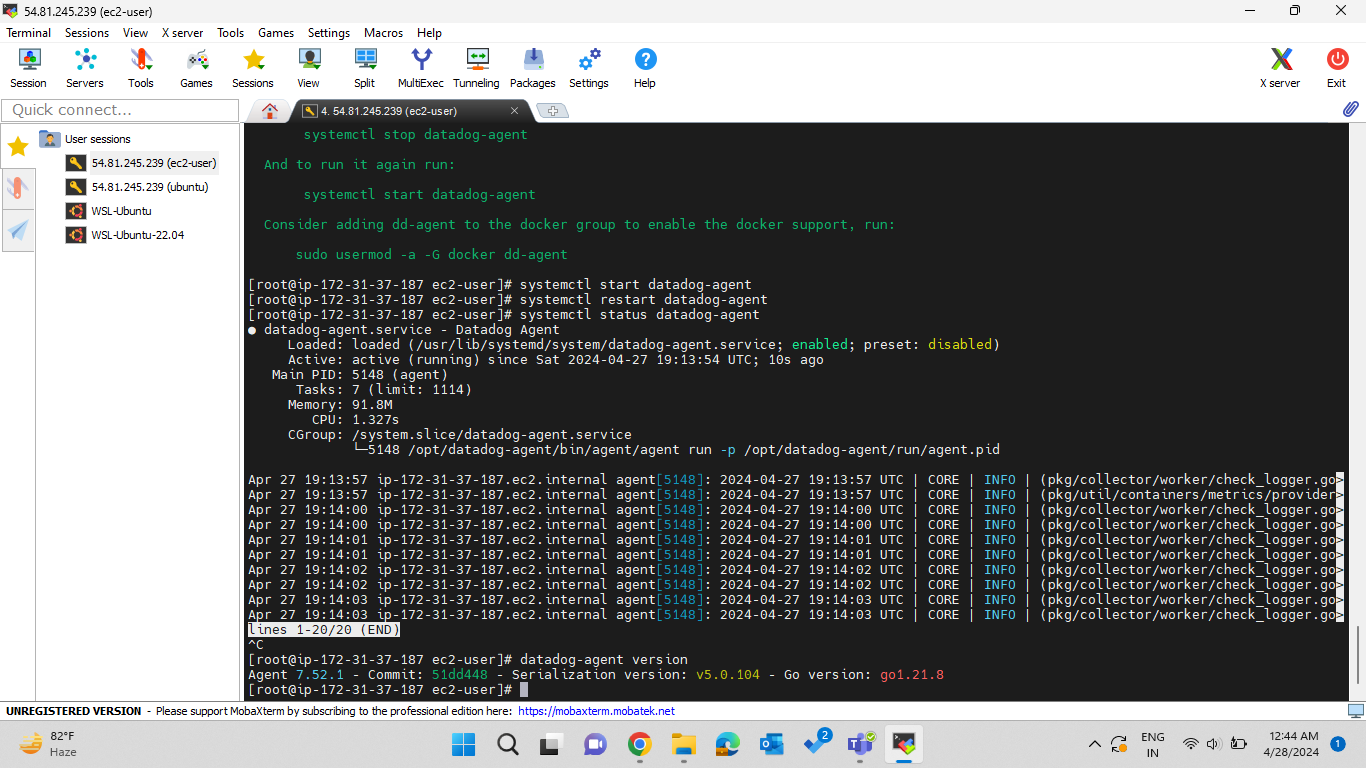 54.81.245.239 (ec2-user)
Terminal Sessions View X server Tools Games Settings Macros Help
Session Servers Tools Games Sessions View Split MultiExec Tunneling Packages Settings Help X server Exit
Quick connect...
4. 54.81.245.239 (ec2-user)
User sessions
54.81.245.239 (ec2-user)
54.81.245.239 (ubuntu)
WSL-Ubuntu
WSL-Ubuntu-22.04
systemctl stop datadog-agent
And to run it again run:
systemctl start datadog-agent
Consider adding dd-agent to the docker group to enable the docker support, run:
sudo usermod -a -G docker dd-agent
[root@ip-172-31-37-187 ec2-user]# systemctl start datadog-agent
[root@ip-172-31-37-187 ec2-user]# systemctl restart datadog-agent
[root@ip-172-31-37-187 ec2-user]# systemctl status datadog-agent
● datadog-agent.service - Datadog Agent
Loaded: loaded (/usr/lib/systemd/system/datadog-agent.service; enabled; preset: disabled)
Active: active (running) since Sat 2024-04-27 19:13:54 UTC; 10s ago
Main PID: 5148 (agent)
Tasks: 7 (limit: 1114)
Memory: 91.8M
CPU: 1.327s
CGroup: /system.slice/datadog-agent.service
└─5148 /opt/datadog-agent/bin/agent/agent run -p /opt/datadog-agent/run/agent.pid
Apr 27 19:13:57 ip-172-31-37-187.ec2.internal agent[5148]: 2024-04-27 19:13:57 UTC | CORE | INFO | (pkg/collector/worker/check_logger.go>
Apr 27 19:13:57 ip-172-31-37-187.ec2.internal agent[5148]: 2024-04-27 19:13:57 UTC | CORE | INFO | (pkg/util/containers/metrics/provider>
Apr 27 19:14:00 ip-172-31-37-187.ec2.internal agent[5148]: 2024-04-27 19:14:00 UTC | CORE | INFO | (pkg/collector/worker/check_logger.go>
Apr 27 19:14:00 ip-172-31-37-187.ec2.internal agent[5148]: 2024-04-27 19:14:00 UTC | CORE | INFO | (pkg/collector/worker/check_logger.go>
Apr 27 19:14:01 ip-172-31-37-187.ec2.internal agent[5148]: 2024-04-27 19:14:01 UTC | CORE | INFO | (pkg/collector/worker/check_logger.go>
Apr 27 19:14:01 ip-172-31-37-187.ec2.internal agent[5148]: 2024-04-27 19:14:01 UTC | CORE | INFO | (pkg/collector/worker/check_logger.go>
Apr 27 19:14:02 ip-172-31-37-187.ec2.internal agent[5148]: 2024-04-27 19:14:02 UTC | CORE | INFO | (pkg/collector/worker/check_logger.go>
Apr 27 19:14:02 ip-172-31-37-187.ec2.internal agent[5148]: 2024-04-27 19:14:02 UTC | CORE | INFO | (pkg/collector/worker/check_logger.go>
Apr 27 19:14:03 ip-172-31-37-187.ec2.internal agent[5148]: 2024-04-27 19:14:03 UTC | CORE | INFO | (pkg/collector/worker/check_logger.go>
Apr 27 19:14:03 ip-172-31-37-187.ec2.internal agent[5148]: 2024-04-27 19:14:03 UTC | CORE | INFO | (pkg/collector/worker/check_logger.go>
lines 1-20/20 (END)
^C
[root@ip-172-31-37-187 ec2-user]# datadog-agent version
Agent 7.52.1 - Commit: 51dd448 - Serialization version: v5.0.104 - Go version: go1.21.8
[root@ip-172-31-37-187 ec2-user]#
UNREGISTERED VERSION - Please support MobaXterm by subscribing to the professional edition here: https://mobaxterm.mobatek.net
82°F
Haze
2
ENG
IN
12:44 AM
4/28/2024
1